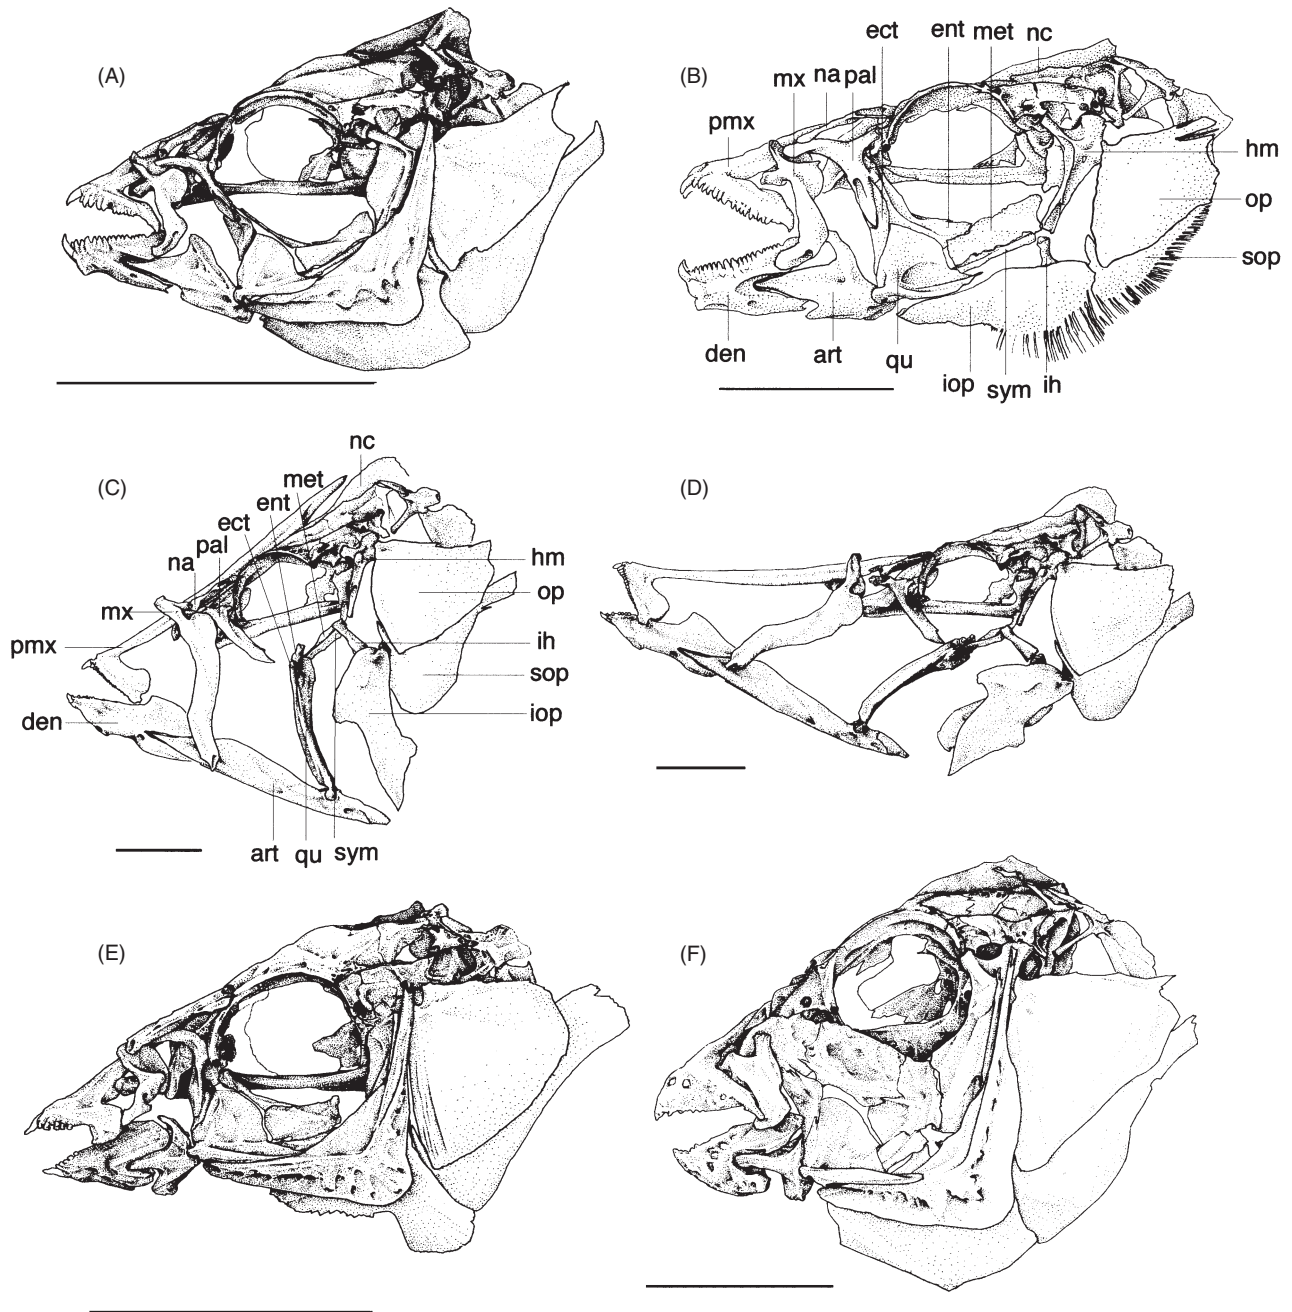 (A)
(B)
ect ent met nc
mx na pal
pmx
hm
op
sop
den art qu
iop sym ih
(C)
nc
met
ent
ect
pal
na
mx
pmx
den
hm
op
ih
sop
iop
art qu sym
(D)
(E)
(F)